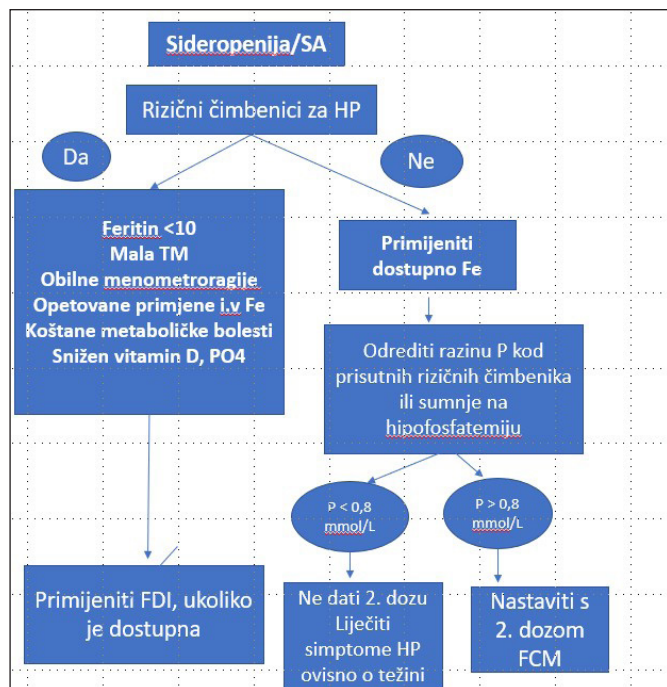 Sideropenija/SA
Rizični čimbenici za HP
Da
Ne
Feritin <10
Mala TM
Obilne menometroragije
Opetovane primjene i.v Fe
Koštane metaboličke bolesti
Snižen vitamin D, PO4
Primijeniti
dostupno Fe
Odrediti razinu P kod
prisutnih rizičnih čimbenika
ili sumnje na
hipofosfatemiju
P < 0,8
mmol/L
P > 0,8
mmol/L
Primijeniti FDI, ukoliko
je dostupna
Ne dati 2. dozu
Liječiti
simptome HP
ovisno o težini
Nastaviti s
2. dozom
FCM